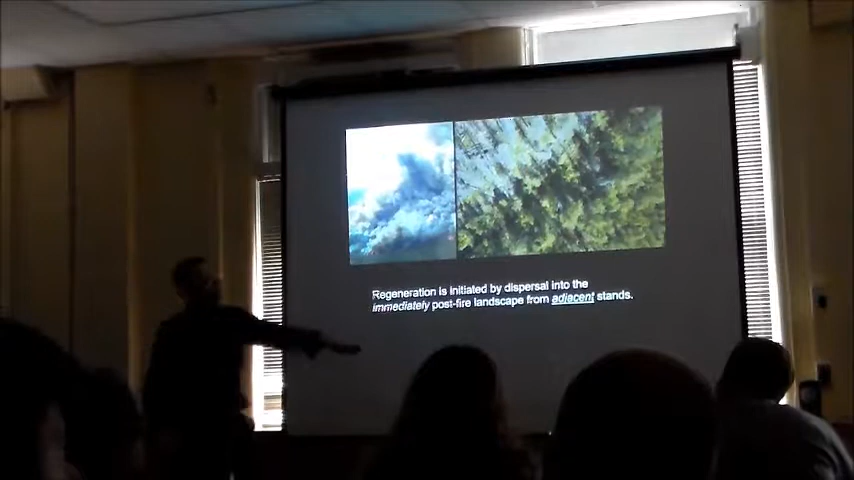 Regeneration is initiated by dispersal into the
immediately post-fire landscape from adjacent stands.